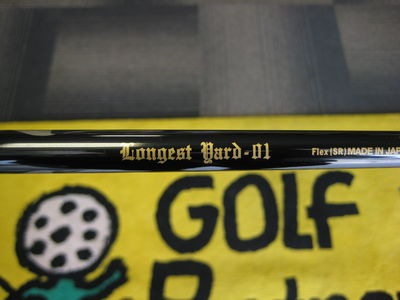 Longest Yard-01
Flex(SR) MADE IN JAP
GOLF